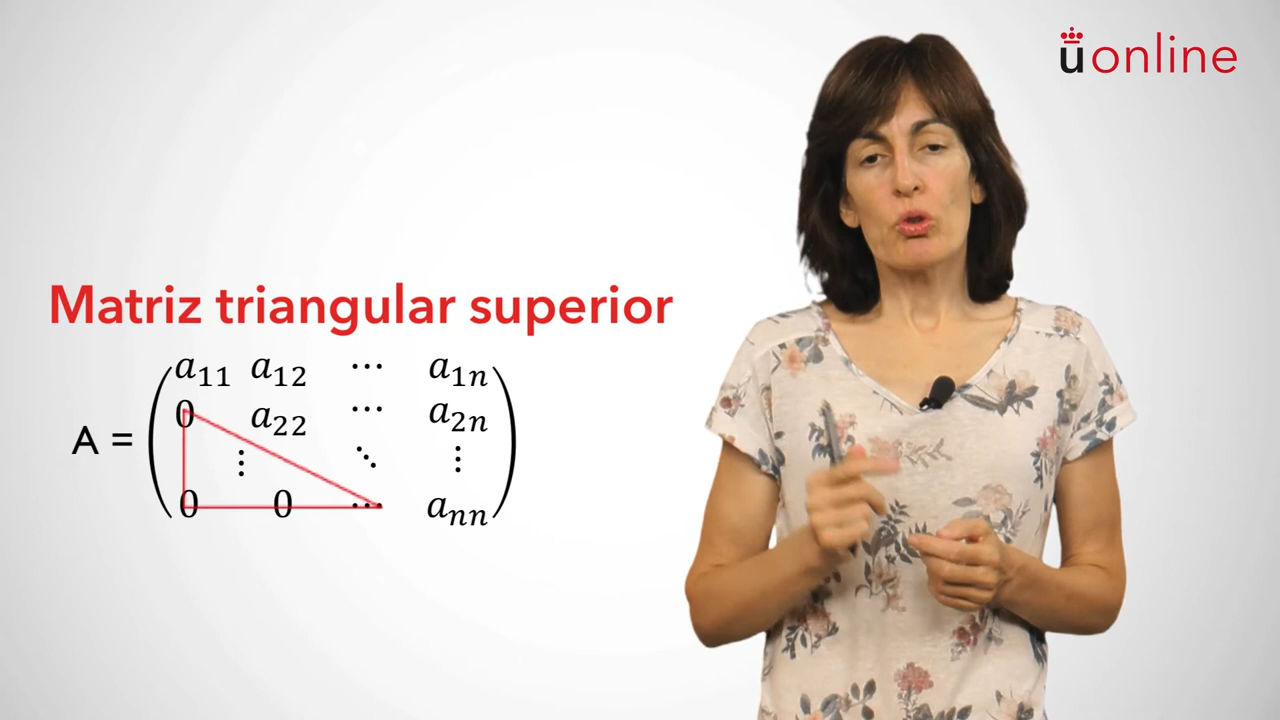 üonline
Matriz triangular superior
A = 
a₁₁ a₁₂ ⋯ a₁ₙ
0 a₂₂ ⋯ a₂ₙ
⋮ ⋱ ⋮
0 0 ⋯ aₙₙ